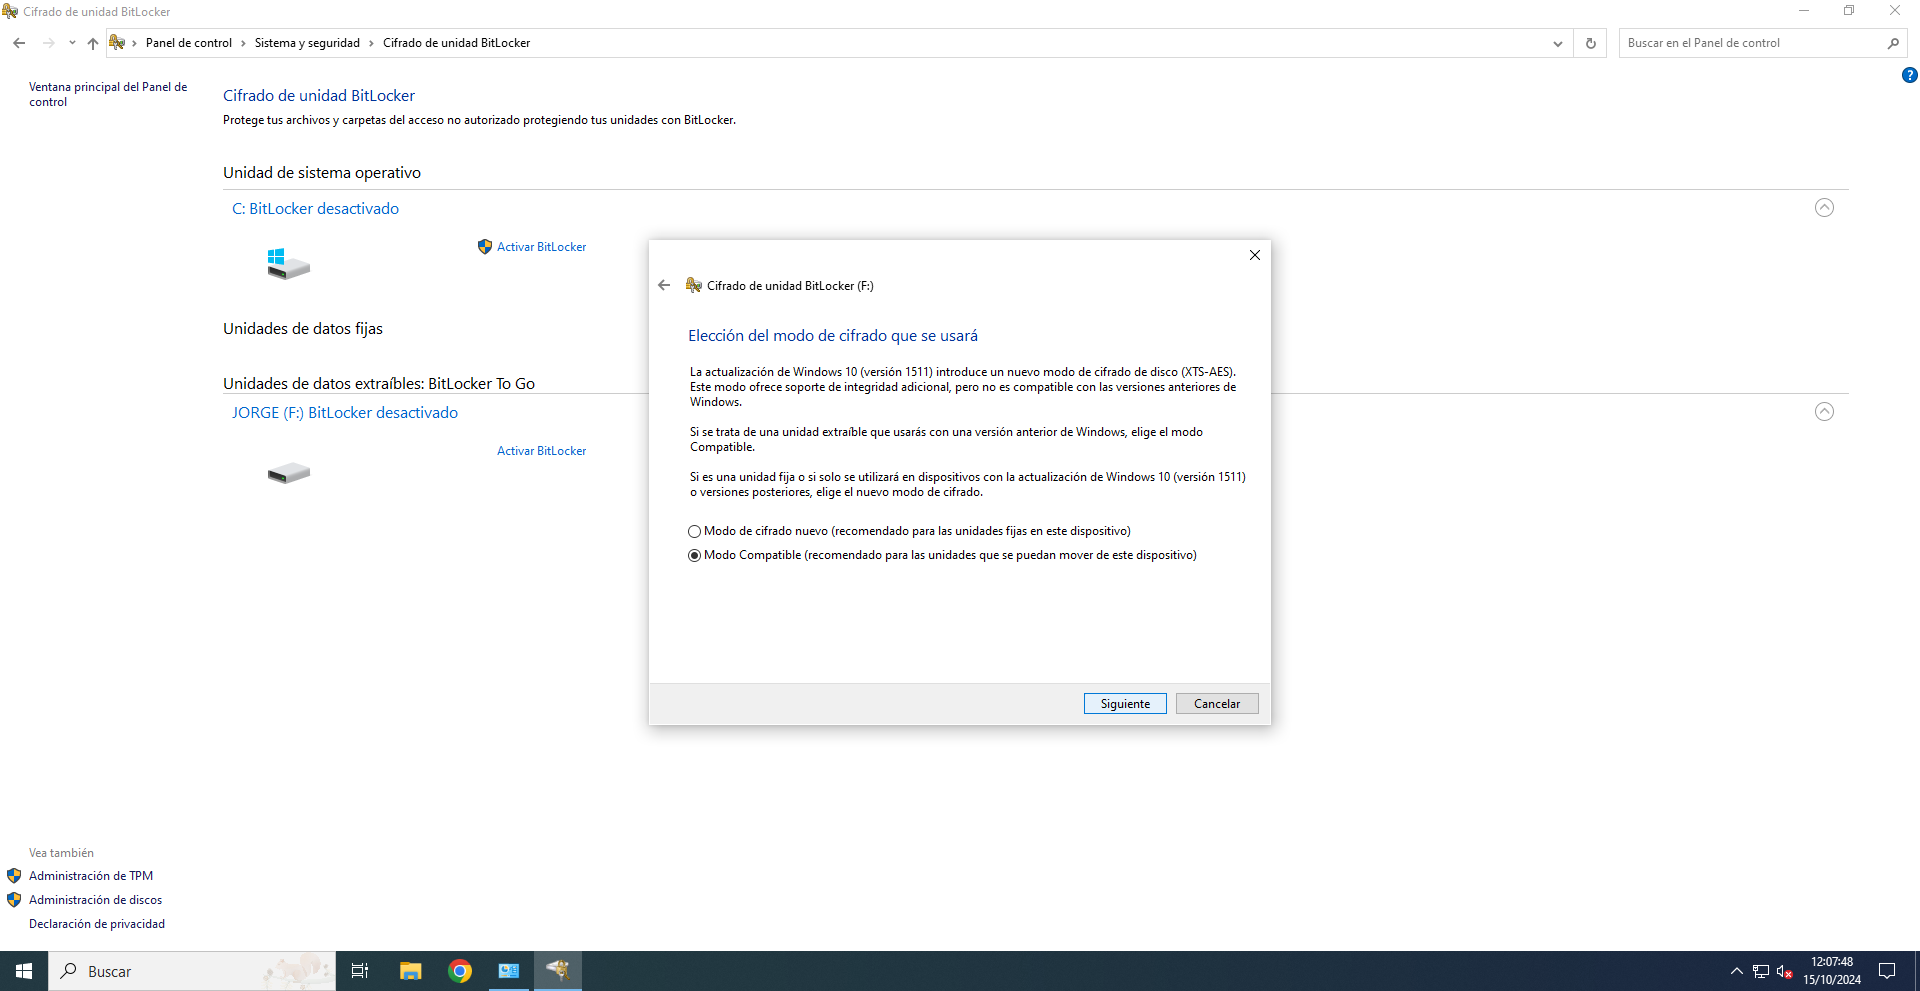 Cifrado de unidad BitLocker
Panel de control
Sistema y seguridad
Cifrado de unidad BitLocker
Buscar en el Panel de control
Ventana principal del Panel de
control
Cifrado de unidad BitLocker
Protege tus archivos y carpetas del acceso no autorizado protegiendo tus unidades con BitLocker.
Unidad de sistema operativo
C: BitLocker desactivado
Activar BitLocker
Unidades de datos fijas
Unidades de datos extraíbles: BitLocker To Go
JORGE (F:) BitLocker desactivado
Activar BitLocker
Cifrado de unidad BitLocker (F:)
Elección del modo de cifrado que se usará
La actualización de Windows 10 (versión 1511) introduce un nuevo modo de cifrado de disco (XTS-AES).
Este modo ofrece soporte de integridad adicional, pero no es compatible con las versiones anteriores de
Windows.
Si se trata de una unidad extraíble que usarás con una versión anterior de Windows, elige el modo
Compatible.
Si es una unidad fija o si solo se utilizará en dispositivos con la actualización de Windows 10 (versión 1511)
o versiones posteriores, elige el nuevo modo de cifrado.
Modo de cifrado nuevo (recomendado para las unidades fijas en este dispositivo)
Modo Compatible (recomendado para las unidades que se puedan mover de este dispositivo)
Siguiente
Cancelar
Vea también
Administración de TPM
Administración de discos
Declaración de privacidad
Buscar
12:07:48
15/10/2024